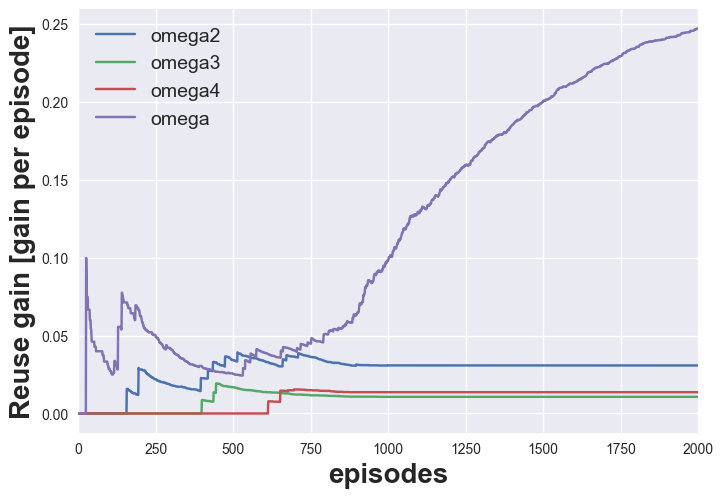 Reuse gain [gain per episode]
0.25
0.20
0.15
0.10
0.05
0.00
omega2
omega3
omega4
omega
0 250 500 750 1000 1250 1500 1750 2000
episodes